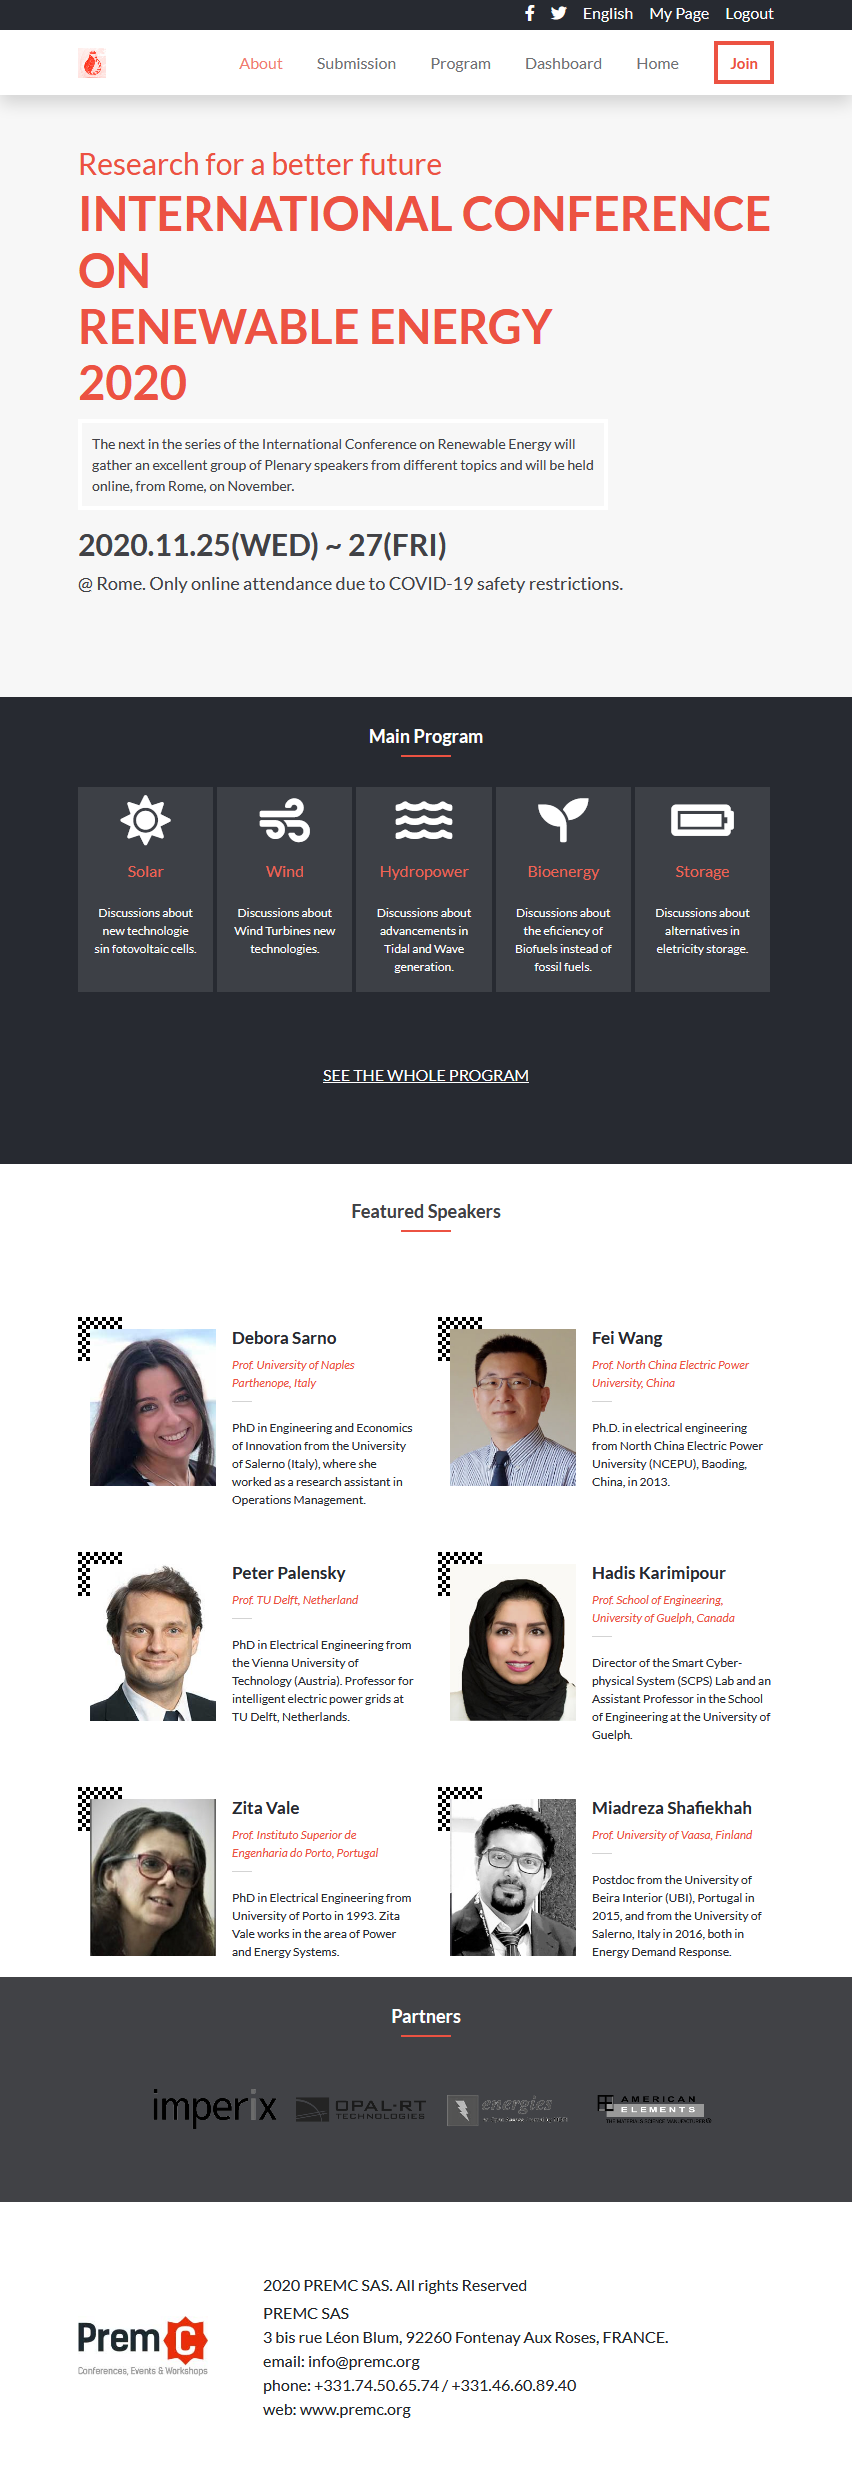 English My Page Logout
About Submission Program Dashboard Home Join
Research for a better future
INTERNATIONAL CONFERENCE
ON
RENEWABLE ENERGY
2020
The next in the series of the International Conference on Renewable Energy will
gather an excellent group of Plenary speakers from different topics and will be held
online, from Rome, on November.
2020.11.25(WED) ~ 27(FRI)
@ Rome. Only online attendance due to COVID-19 safety restrictions.
Main Program
Solar
Discussions about
new technologie
sin fotovoltaic cells.
Wind
Discussions about
Wind Turbines new
technologies.
Hydropower
Discussions about
advancements in
Tidal and Wave
generation.
Bioenergy
Discussions about
the eficiency of
Biofuels instead of
fossil fuels.
Storage
Discussions about
alternatives in
eletricity storage.
SEE THE WHOLE PROGRAM
Featured Speakers
Debora Sarno
Prof. University of Naples
Parthenope, Italy
PhD in Engineering and Economics
of Innovation from the University
of Salerno (Italy), where she
worked as a research assistant in
Operations Management.
Fei Wang
Prof. North China Electric Power
University, China
Ph.D. in electrical engineering
from North China Electric Power
University (NCEPU), Baoding,
China, in 2013.
Peter Palensky
Prof. TU Delft, Netherland
PhD in Electrical Engineering from
the Vienna University of
Technology (Austria). Professor for
intelligent electric power grids at
TU Delft, Netherlands.
Hadis Karimipour
Prof. School of Engineering,
University of Guelph, Canada
Director of the Smart Cyber-
physical System (SCPS) Lab and an
Assistant Professor in the School
of Engineering at the University of
Guelph.
Zita Vale
Prof. Instituto Superior de
Engenharia do Porto, Portugal
PhD in Electrical Engineering from
University of Porto in 1993. Zita
Vale works in the area of Power
and Energy Systems.
Miadreza Shafiekhah
Prof. University of Vaasa, Finland
Postdoc from the University of
Beira Interior (UBI), Portugal in
2015, and from the University of
Salerno, Italy in 2016, both in
Energy Demand Response.
Partners
imperix
OPAL-RT
TECHNOLOGIES
energies
AMERICAN
ELEMENTS
THE MATERIALS SCIENCE MANUFACTURER
PremC
Conferences, Events & Workshops
2020 PREMC SAS. All rights Reserved
PREMC SAS
3 bis rue Léon Blum, 92260 Fontenay Aux Roses, FRANCE.
email: info@premc.org
phone: +331.74.50.65.74 / +331.46.60.89.40
web: www.premc.org